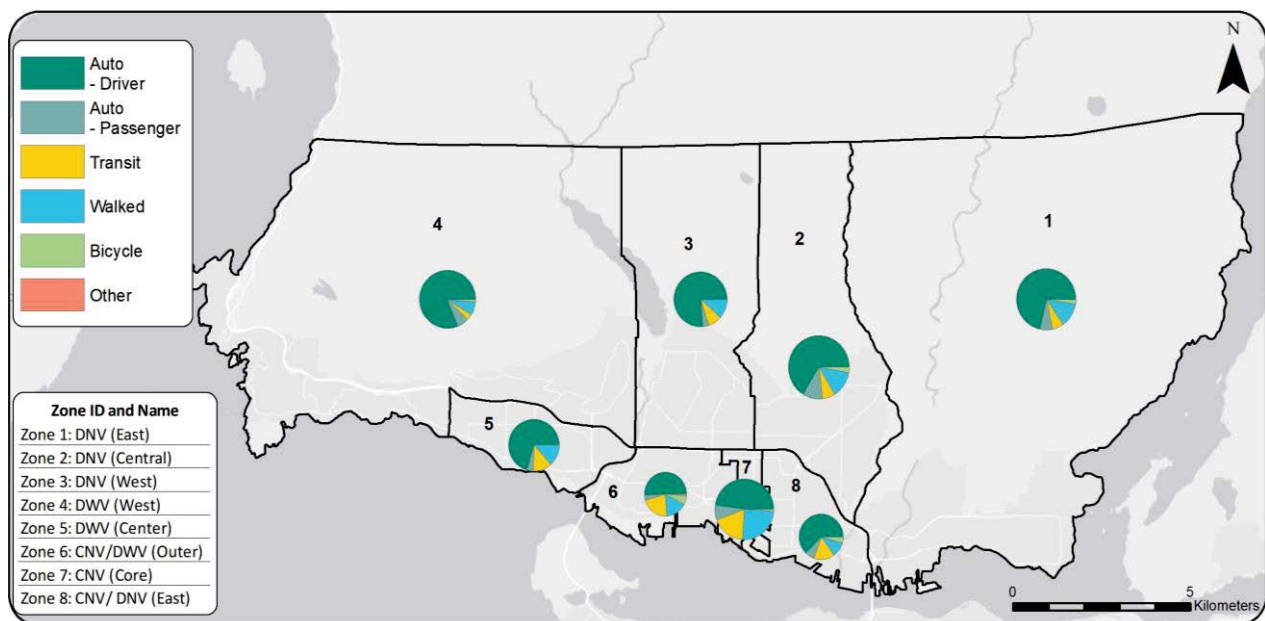 Auto
- Driver
Auto
- Passenger
Transit
Walked
Bicycle
Other
N
4
3
2
1
5
7
6
8
Zone ID and Name
Zone 1: DNV (East)
Zone 2: DNV (Central)
Zone 3: DNV (West)
Zone 4: DWV (West)
Zone 5: DWV (Center)
Zone 6: CNV/DWV (Outer)
Zone 7: CNV (Core)
Zone 8: CNV/ DNV (East)
0 5
Kilometers